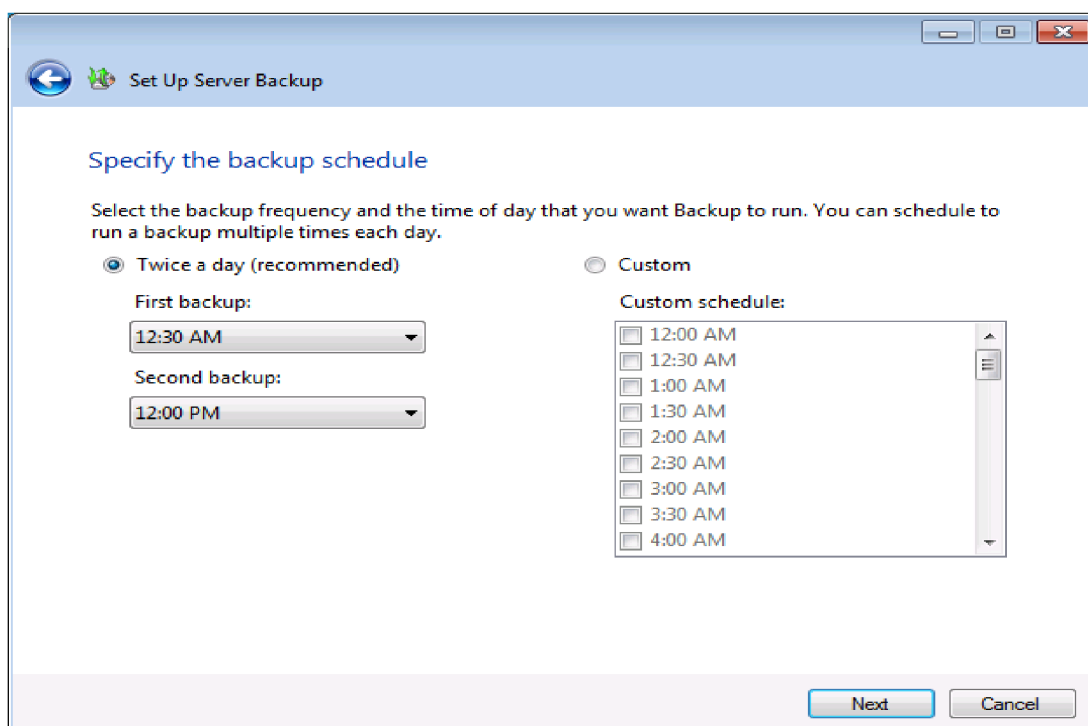 Set Up Server Backup
Specify the backup schedule
Select the backup frequency and the time of day that you want Backup to run. You can schedule to
run a backup multiple times each day.
Twice a day (recommended)
First backup:
12:30 AM
Second backup:
12:00 PM
Custom
Custom schedule:
12:00 AM
12:30 AM
1:00 AM
1:30 AM
2:00 AM
2:30 AM
3:00 AM
3:30 AM
4:00 AM
Next
Cancel